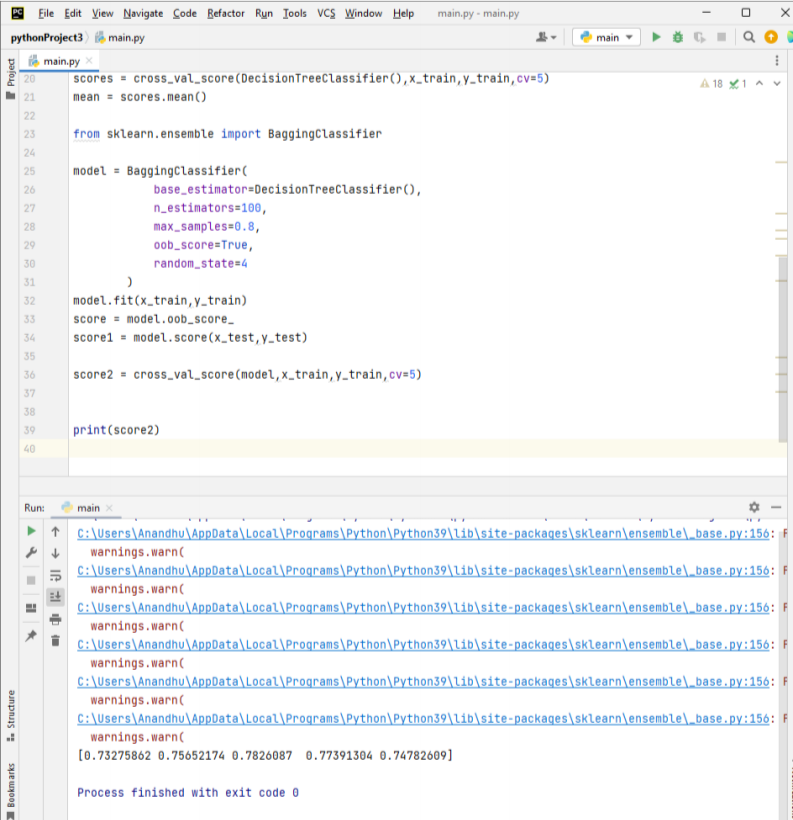 PC File Edit View Navigate Code Refactor Run Tools VCS Window Help main.py - main.py
pythonProject3 main.py main
Project
main.py
18 1
20 scores = cross_val_score(DecisionTreeClassifier(),x_train,y_train,cv=5)
21 mean = scores.mean()
22
23 from sklearn.ensemble import BaggingClassifier
24
25 model = BaggingClassifier(
26 base_estimator=DecisionTreeClassifier(),
27 n_estimators=100,
28 max_samples=0.8,
29 oob_score=True,
30 random_state=4
31 )
32 model.fit(x_train,y_train)
33 score = model.oob_score_
34 score1 = model.score(x_test,y_test)
35
36 score2 = cross_val_score(model,x_train,y_train,cv=5)
37
38
39 print(score2)
40
Run: main
C:\Users\Anandhu\AppData\Local\Programs\Python\Python39\lib\site-packages\sklearn\ensemble\_base.py:156: F
warnings.warn(
C:\Users\Anandhu\AppData\Local\Programs\Python\Python39\lib\site-packages\sklearn\ensemble\_base.py:156: F
warnings.warn(
C:\Users\Anandhu\AppData\Local\Programs\Python\Python39\lib\site-packages\sklearn\ensemble\_base.py:156: F
warnings.warn(
C:\Users\Anandhu\AppData\Local\Programs\Python\Python39\lib\site-packages\sklearn\ensemble\_base.py:156: F
warnings.warn(
C:\Users\Anandhu\AppData\Local\Programs\Python\Python39\lib\site-packages\sklearn\ensemble\_base.py:156: F
warnings.warn(
C:\Users\Anandhu\AppData\Local\Programs\Python\Python39\lib\site-packages\sklearn\ensemble\_base.py:156: F
warnings.warn(
[0.73275862 0.75652174 0.7826087  0.77391304 0.74782609]
Process finished with exit code 0
Structure
Bookmarks